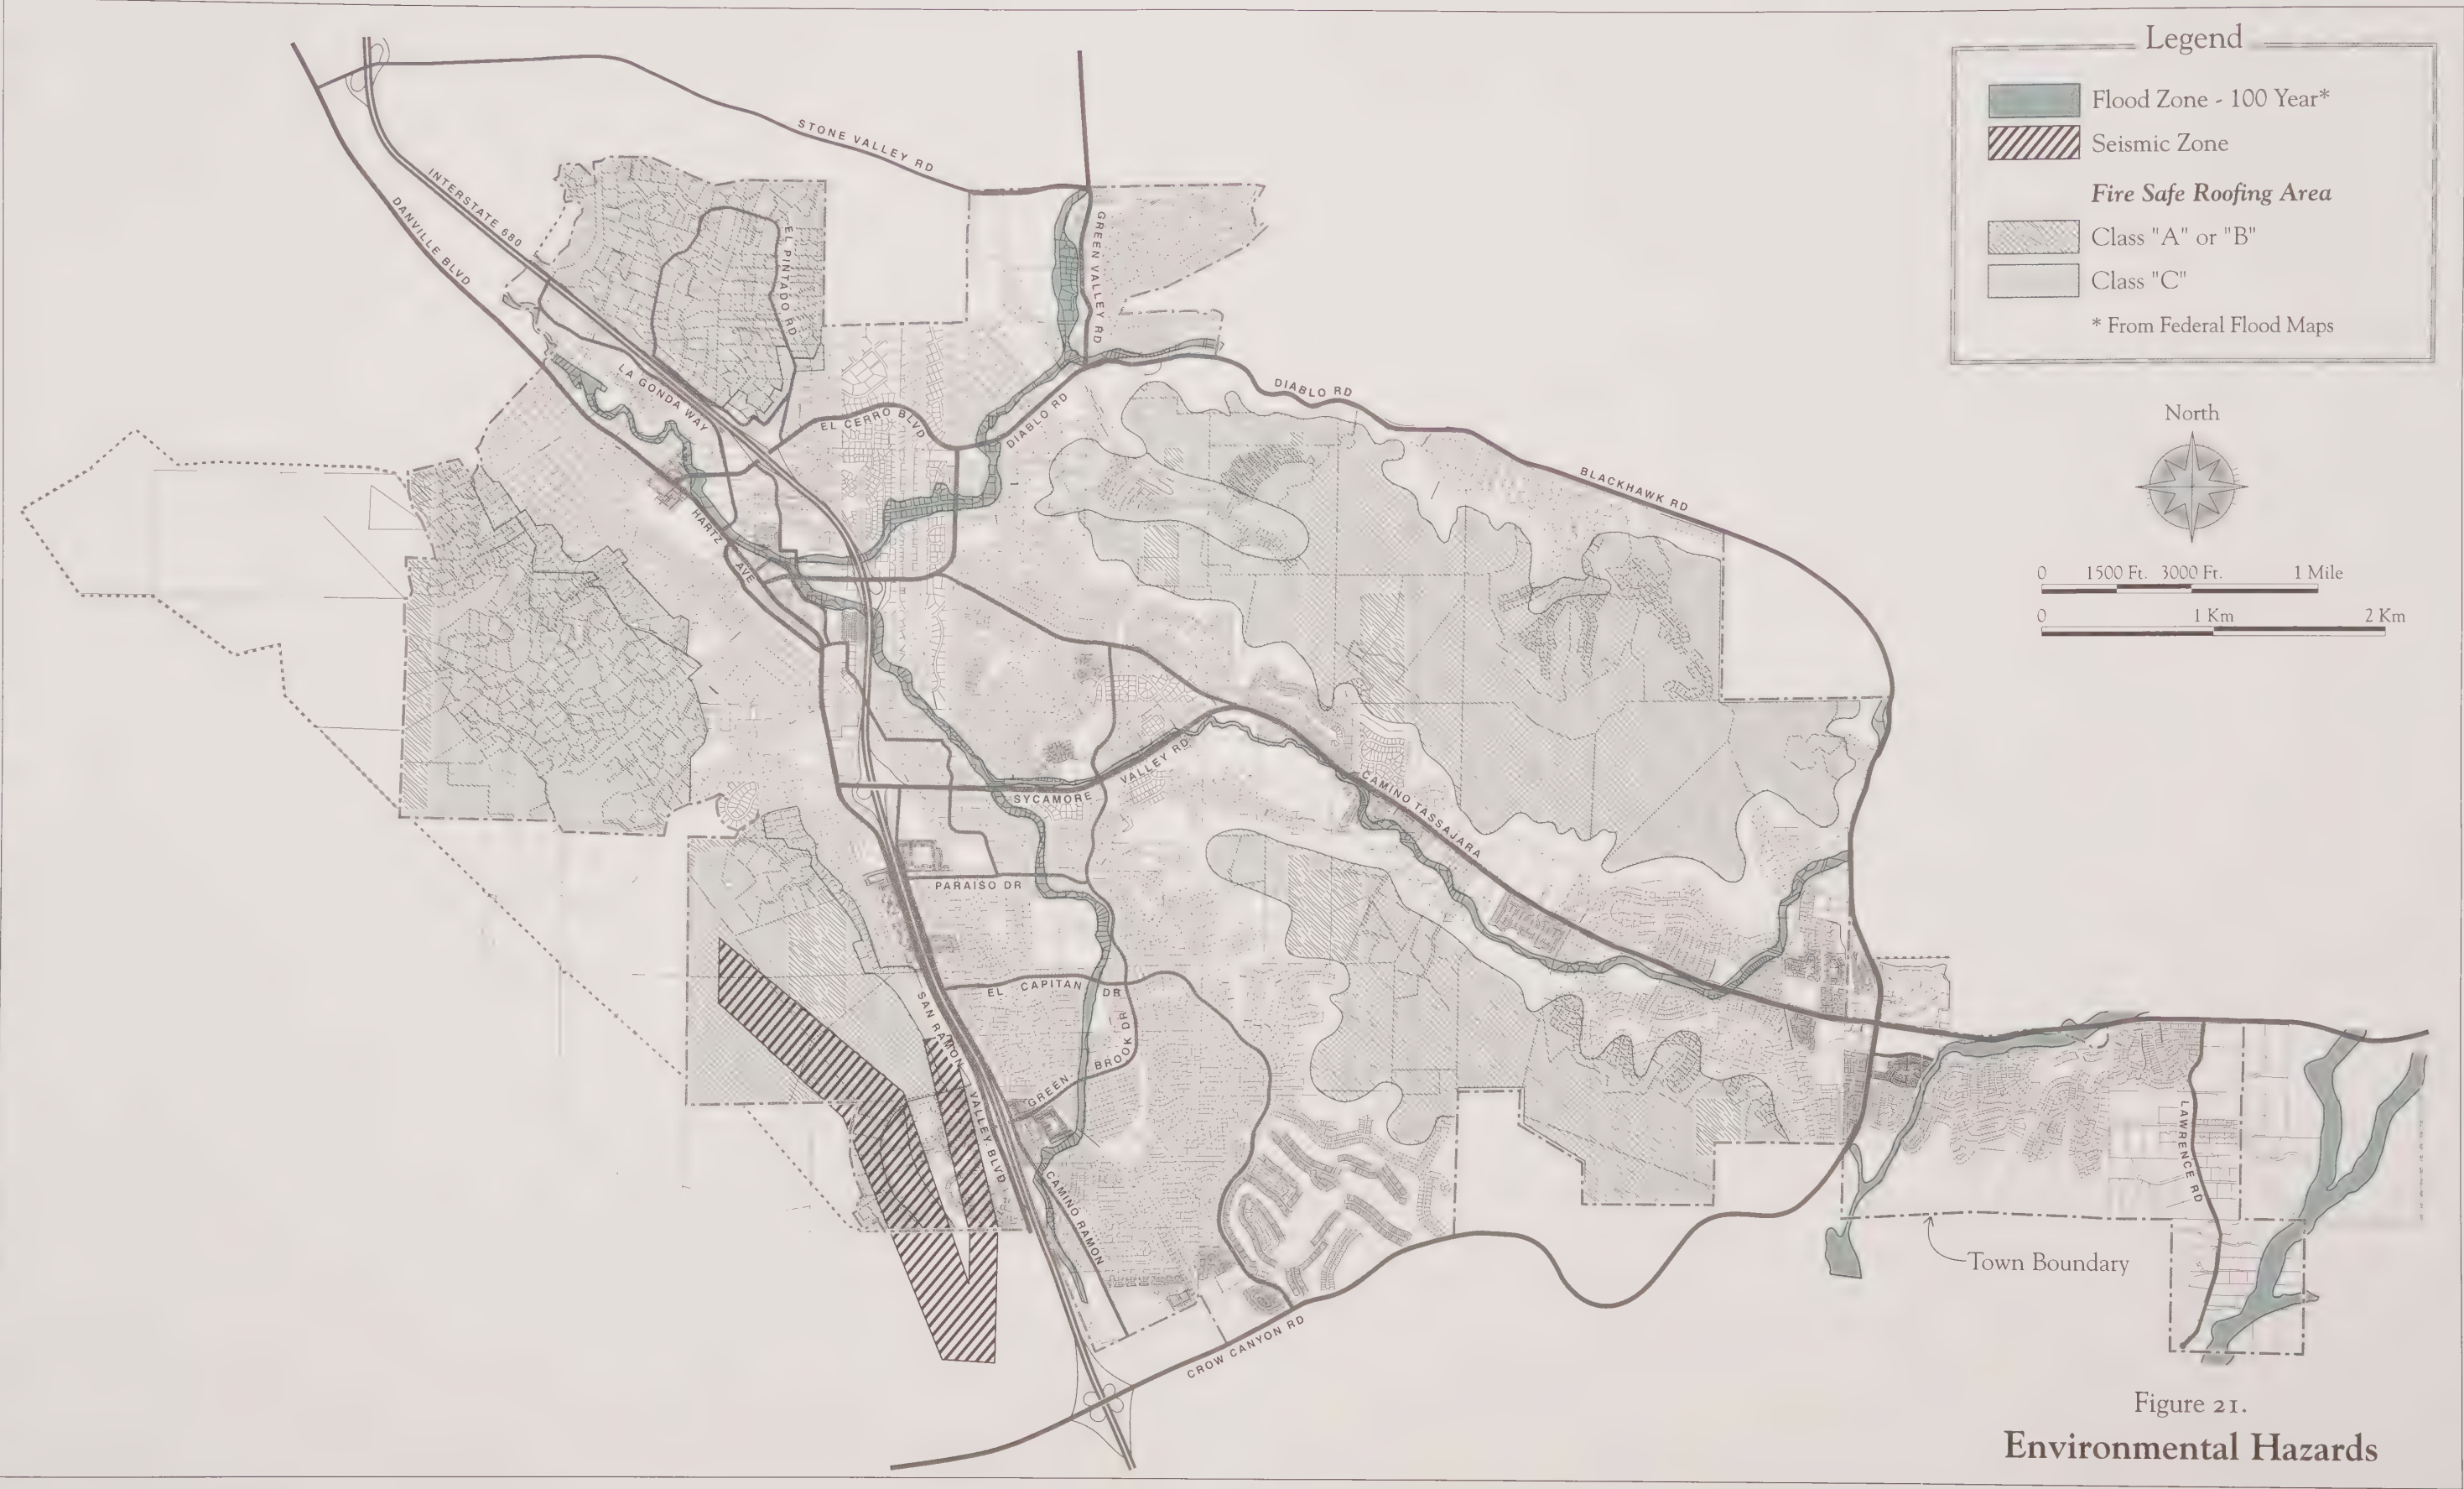 Legend
Flood Zone - 100 Year*
Seismic Zone
Fire Safe Roofing Area
Class "A" or "B"
Class "C"
* From Federal Flood Maps
North
0 1500 Ft. 3000 Ft. 1 Mile
0 1 Km 2 Km
STONE VALLEY RD
INTERSTATE 680
DANVILLE BLVD
EL PINTADO RD
GREEN VALLEY RD
LA GONDA WAY
EL CERRO BLVD
DIABLO RD
DIABLO RD
BLACKHAWK RD
HARTZ AVE
SYCAMORE VALLEY RD
CAMINO TASSAJARA
PARAISO DR
EL CAPITAN DR
SAN RAMON VALLEY BLVD
GREEN BROOK DR
CAMINO RAMON
CROW CANYON RD
LAWRENCE RD
Town Boundary
Figure 21.
Environmental Hazards